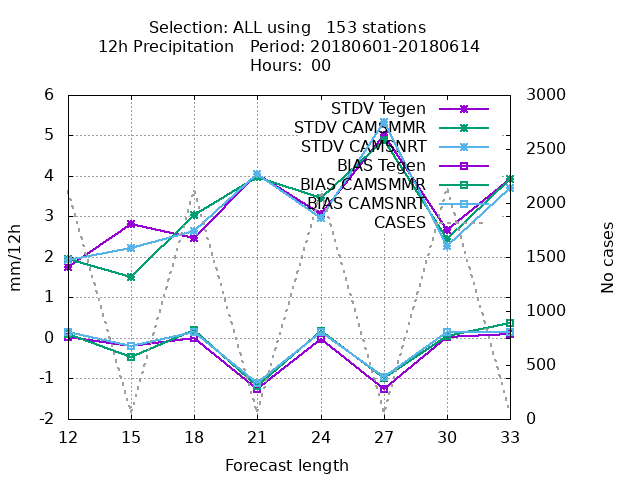 Selection: ALL using   153 stations
12h Precipitation   Period: 20180601-20180614
Hours:  00
STDV Tegen
STDV CAMSMMR
STDV CAMSNRT
BIAS Tegen
BIAS CAMSMMR
BIAS CAMSNRT
CASES
mm/12h
6
5
4
3
2
1
0
-1
-2
3000
2500
2000
1500
1000
500
0
No cases
12 15 18 21 24 27 30 33
Forecast length